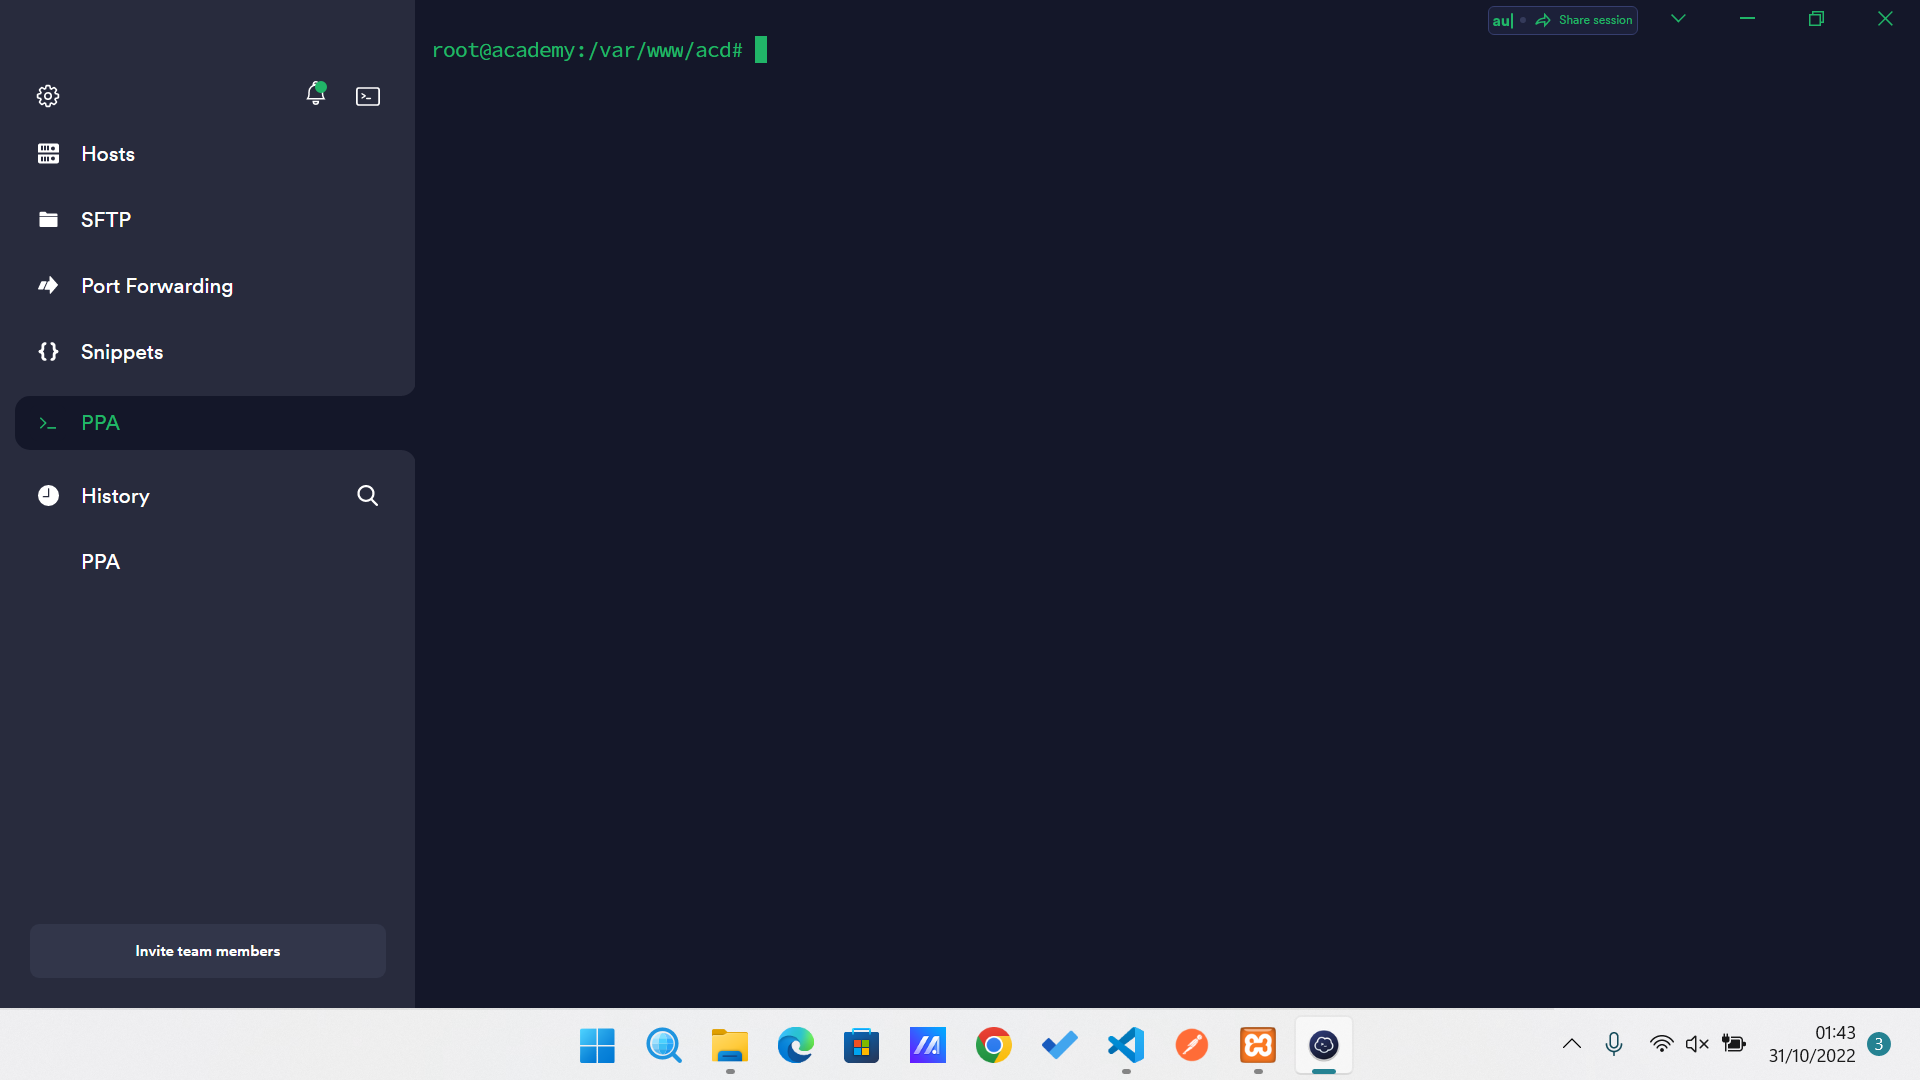 au|
Share session
root@academy:/var/www/acd#
Hosts
SFTP
Port Forwarding
Snippets
PPA
History
PPA
Invite team members
01:43
31/10/2022
3